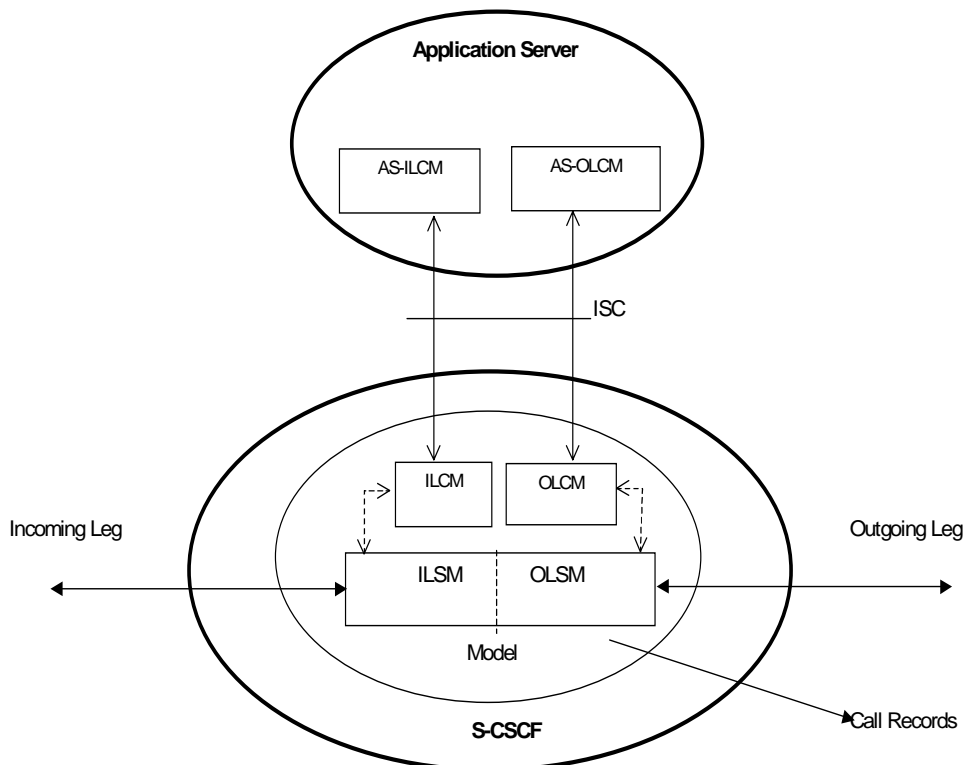 Application Server
AS-ILCM
AS-OLCM
ISC
ILCM
OLCM
Incoming Leg
Outgoing Leg
ILSM
OLSM
Model
S-CSCF
Call Records